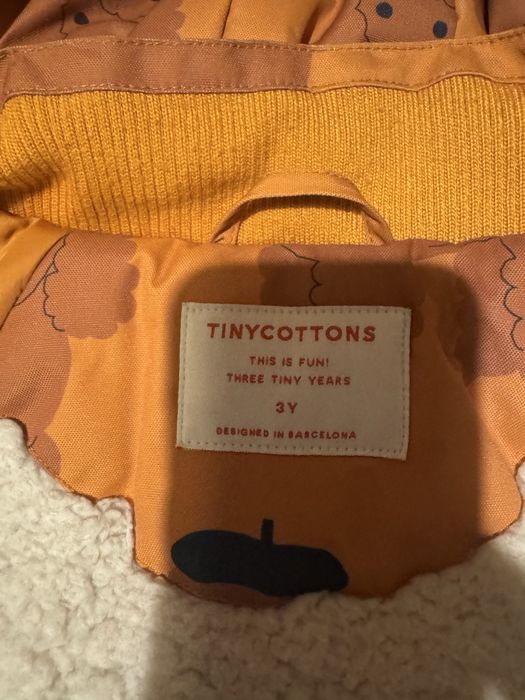 TINYCOTTONS
THIS IS FUN!
THREE TINY YEARS
3Y
DESIGNED IN BARCELONA